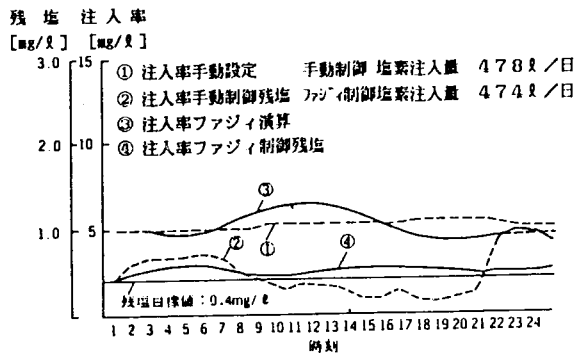 残 塩 注 入 率
[mg/ℓ] [mg/ℓ]
3.0 15
① 注入率手動設定 手動制御 塩素注入量 478ℓ/日
② 注入率手動制御残塩 ファジィ制御塩素注入量 474ℓ/日
③ 注入率ファジィ演算
2.0 10
④ 注入率ファジィ制御残塩
③
1.0 5
①
② ④
残塩目標値:0.4mg/ℓ
1 2 3 4 5 6 7 8 9 10 11 12 13 14 15 16 17 18 19 20 21 22 23 24
時刻